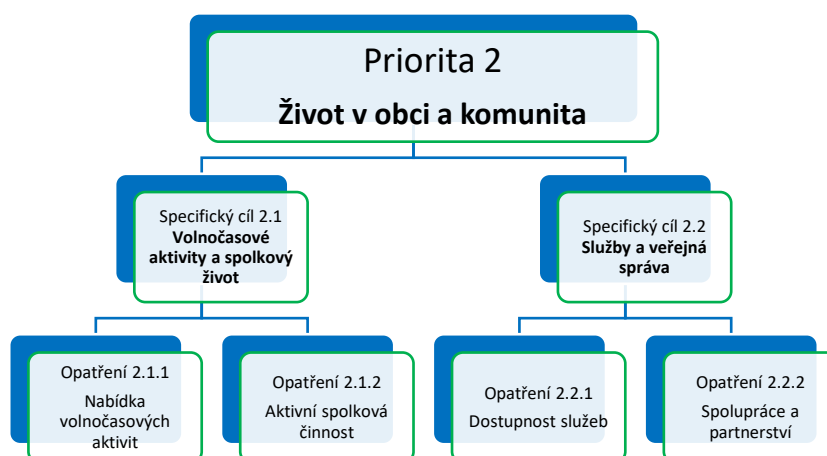 Priorita 2
Život v obci a komunita
Specifický cíl 2.1
Volnočasové
aktivity a spolkový
život
Specifický cíl 2.2
Služby a veřejná
správa
Opatření 2.1.1
Nabídka
volnočasových
aktivit
Opatření 2.1.2
Aktivní spolková
činnost
Opatření 2.2.1
Dostupnost služeb
Opatření 2.2.2
Spolupráce a
partnerství